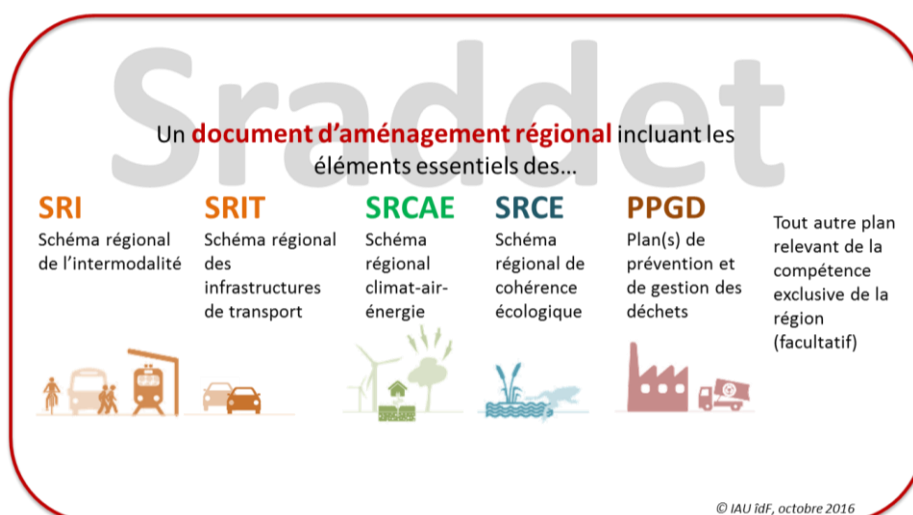 Sraddet
Un document d'aménagement régional incluant les
éléments essentiels des...
SRI
Schéma régional
de l'intermodalité
SRIT
Schéma régional
des
infrastructures
de transport
SRCAE
Schéma
régional
climat-air-
énergie
SRCE
Schéma
régional de
cohérence
écologique
PPGD
Plan(s) de
prévention et
de gestion des
déchets
Tout autre plan
relevant de la
compétence
exclusive de la
région
(facultatif)
© IAU îdF, octobre 2016